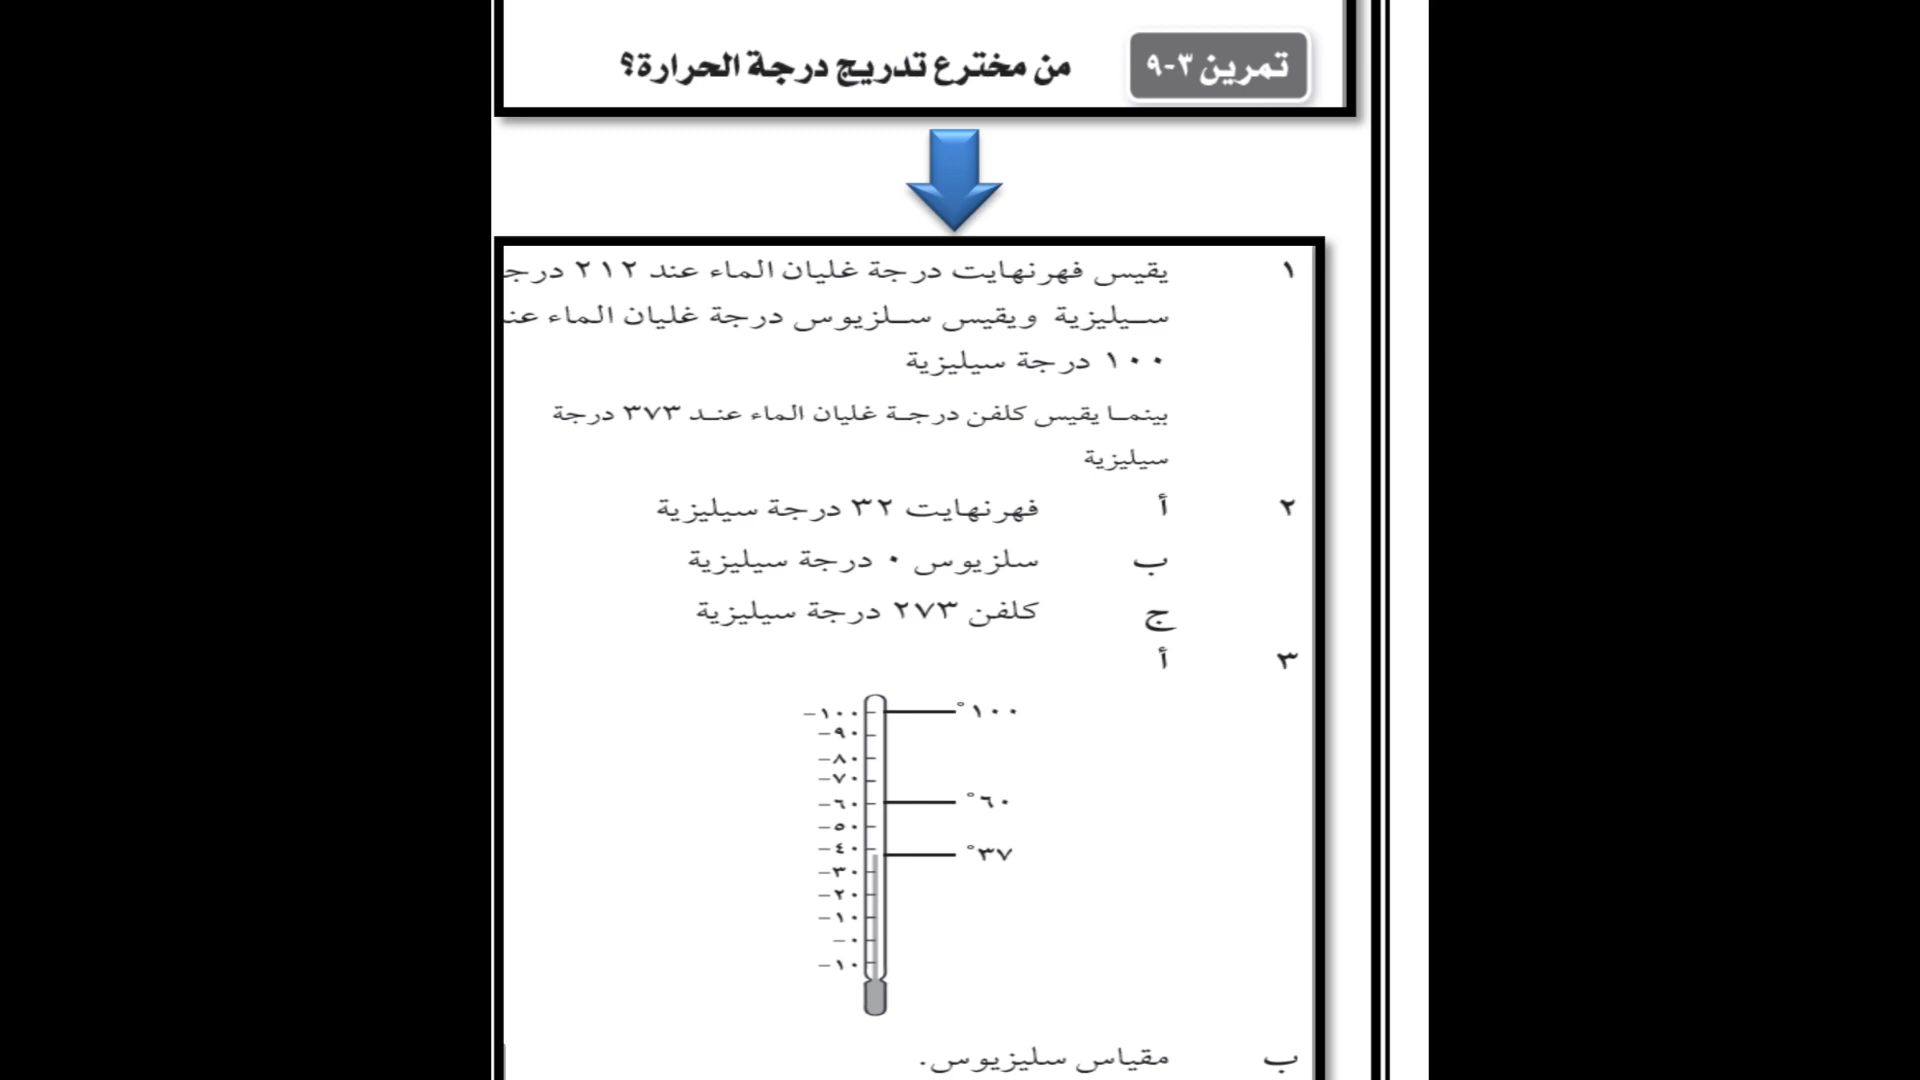 تمرين ٣-٩ من مخترع تدريج درجة الحرارة؟
١ يقيس فهرنهايت درجة غليان الماء عند ٢١٢ درج
سيليزية ويقيس سلزيوس درجة غليان الماء عند
١٠٠ درجة سيليزية
بينما يقيس كلفن درجة غليان الماء عند ٣٧٣ درجة
سيليزية
٢ أ فهرنهايت ٣٢ درجة سيليزية
ب سلزيوس ٠ درجة سيليزية
ج كلفن ٢٧٣ درجة سيليزية
٣ أ
١٠٠° ١٠٠-
٩٠-
٨٠-
٧٠-
٦٠° ٦٠-
٥٠-
٤٠-
٣٧°
٣٠-
٢٠-
١٠-
٠-
١٠-
ب مقياس سليزيوس.